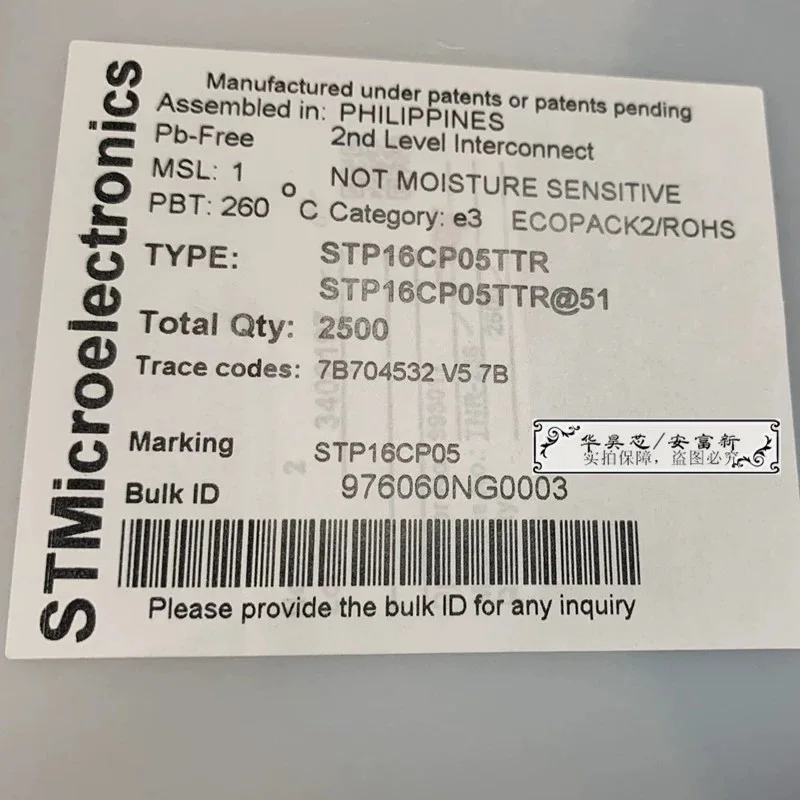 STMicroelectronics
Manufactured under patents or patents pending
Assembled in: PHILIPPINES
Pb-Free 2nd Level Interconnect
MSL: 1 NOT MOISTURE SENSITIVE
PBT: 260 °C Category: e3 ECOPACK2/ROHS
TYPE: STP16CP05TTR
STP16CP05TTR@51
Total Qty: 2500
Trace codes: 7B704532 V5 7B
Marking STP16CP05
Bulk ID 976060NG0003
Please provide the bulk ID for any inquiry
华昊芯/安富新
实拍保障，盗图必究